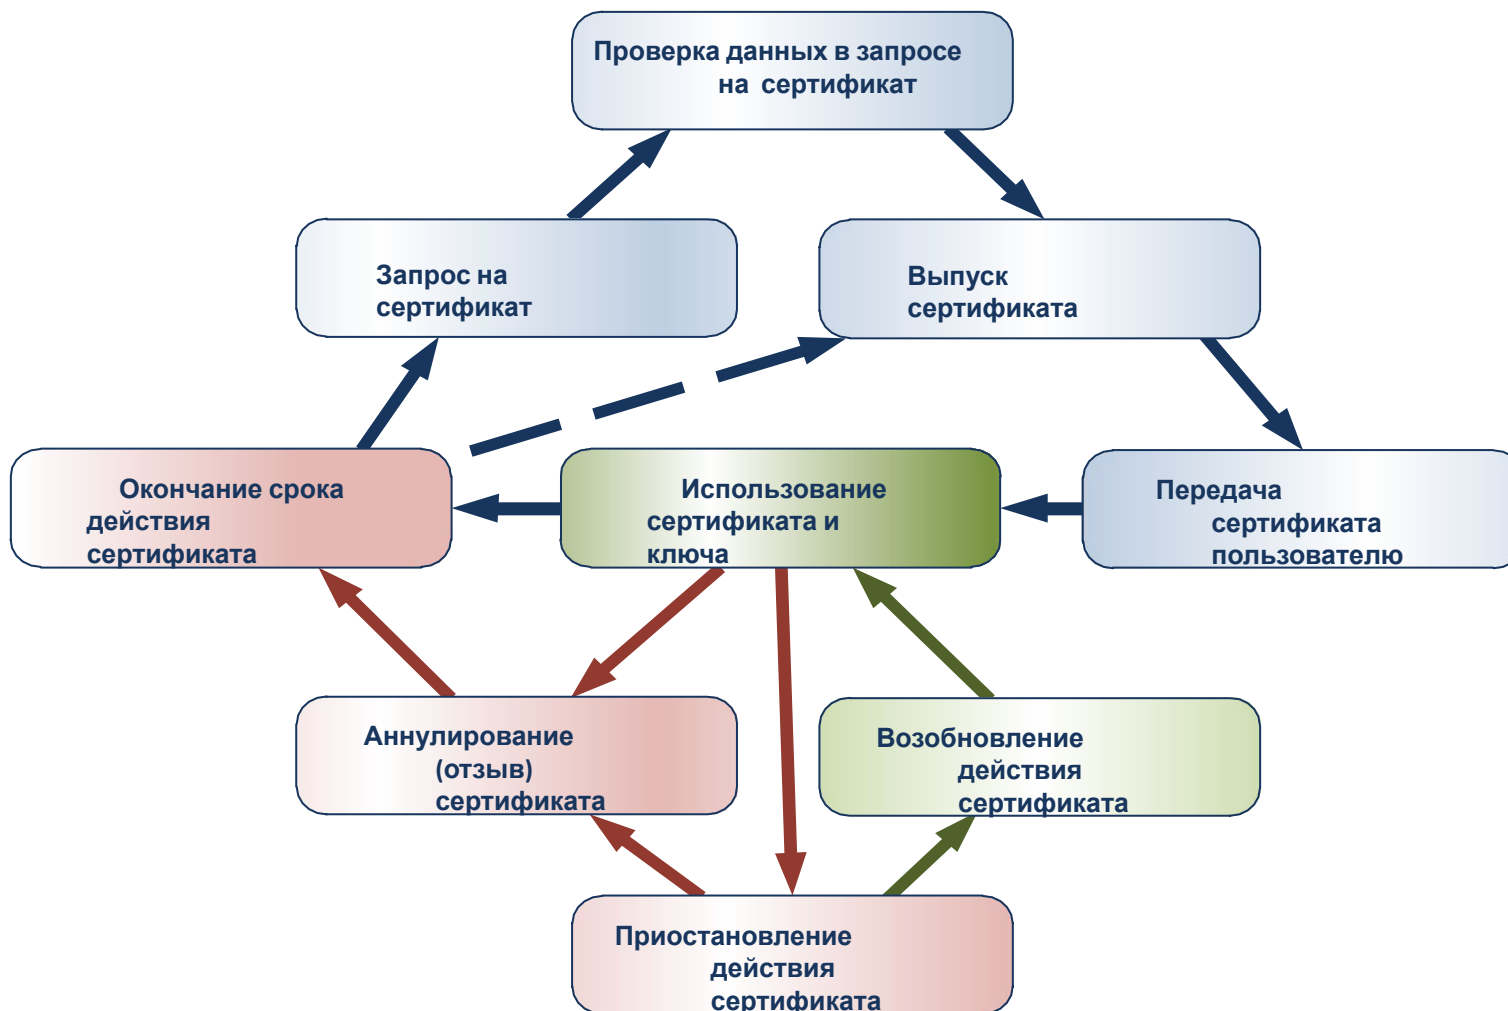 Проверка данных в запросе
на сертификат
Запрос на
сертификат
Выпуск
сертификата
Окончание срока
действия
сертификата
Использование
сертификата и
ключа
Передача
сертификата
пользователю
Аннулирование
(отзыв)
сертификата
Возобновление
действия
сертификата
Приостановление
действия
сертификата